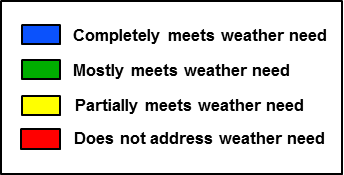 Completely meets weather need
Mostly meets weather need
Partially meets weather need
Does not address weather need